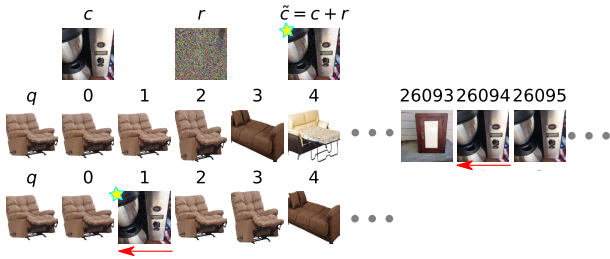 c r c̃ = c + r
q 0 1 2 3 4 26093 26094 26095
q 0 1 2 3 4